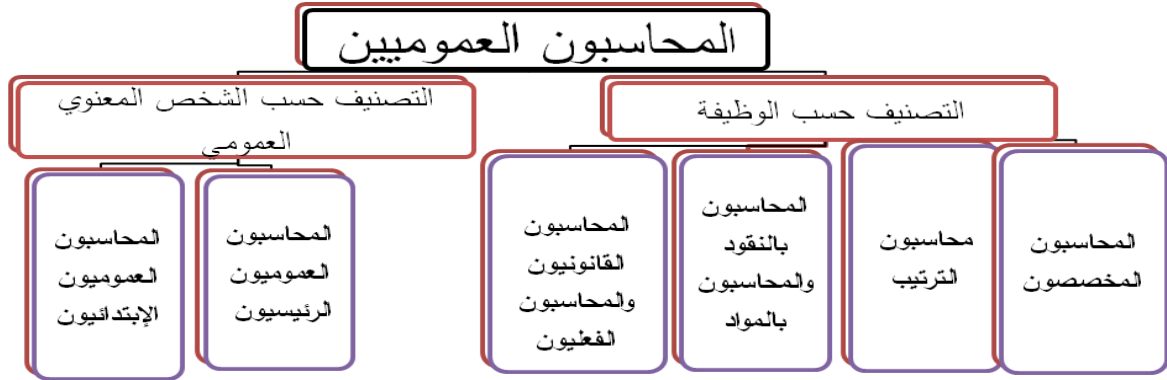 المحاسبون العموميين
التصنيف حسب الوظيفة
المحاسبون
المخصصون
محاسبون
الترتيب
المحاسبون
بالنقود
والمحاسبون
بالمواد
المحاسبون
القانونيون
والمحاسبون
الفعليون
التصنيف حسب الشخص المعنوي
العمومي
المحاسبون
العموميون
الرئيسيون
المحاسبون
العموميون
الإبتدائيون